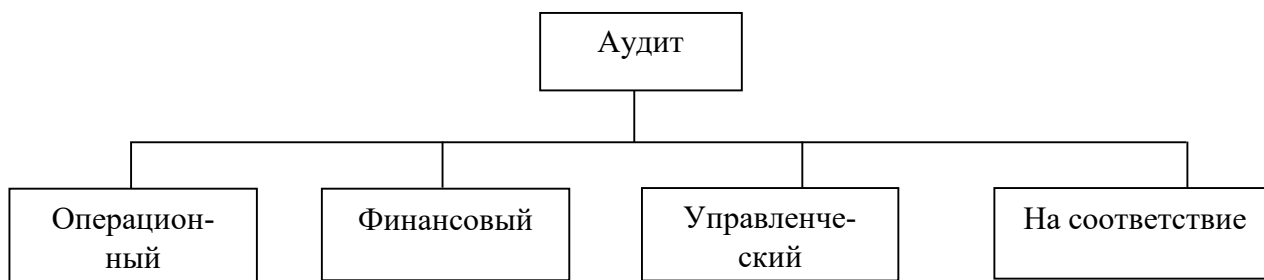 Аудит
Операцион-
ный
Финансовый
Управленче-
ский
На соответствие